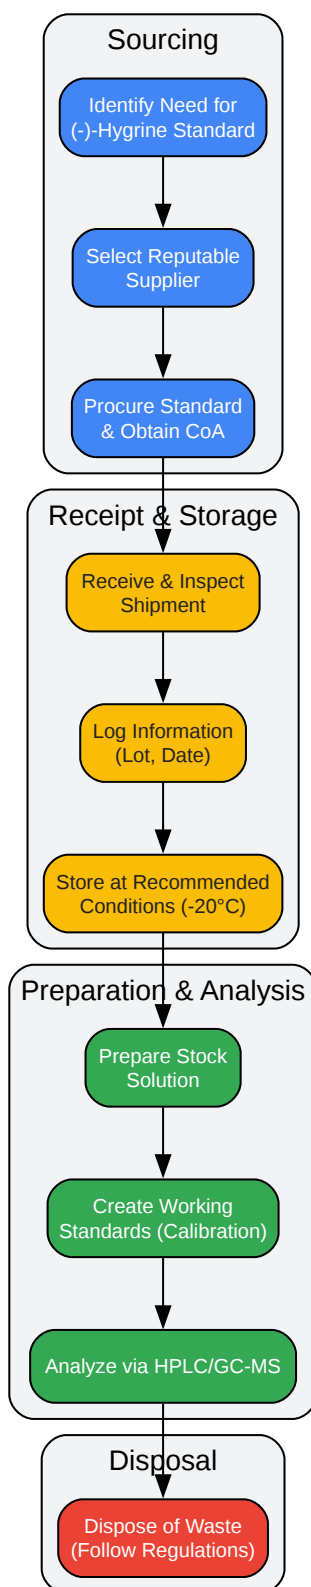 Sourcing
Identify Need for
(-)-Hygrine Standard
Select Reputable
Supplier
Procure Standard
& Obtain CoA
Receipt & Storage
Receive & Inspect
Shipment
Log Information
(Lot, Date)
Store at Recommended
Conditions (-20°C)
Preparation & Analysis
Prepare Stock
Solution
Create Working
Standards (Calibration)
Analyze via HPLC/GC-MS
Disposal
Dispose of Waste
(Follow Regulations)